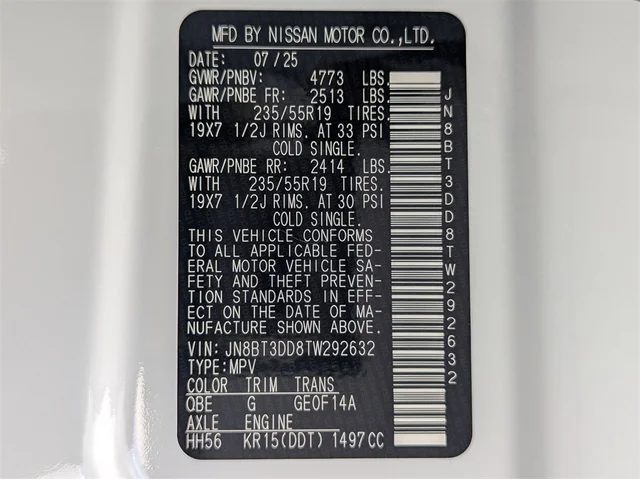 MFD BY NISSAN MOTOR CO.,LTD.
DATE: 07/25
GVWR/PNBV: 4773 LBS.
GAWR/PNBE FR: 2513 LBS.
WITH 235/55R19 TIRES.
19X7 1/2J RIMS. AT 33 PSI
COLD SINGLE.
GAWR/PNBE RR: 2414 LBS.
WITH 235/55R19 TIRES.
19X7 1/2J RIMS. AT 30 PSI
COLD SINGLE.
THIS VEHICLE CONFORMS
TO ALL APPLICABLE FED-
ERAL MOTOR VEHICLE SA-
FETY AND THEFT PREVEN-
TION STANDARDS IN EFF-
ECT ON THE DATE OF MA-
NUFACTURE SHOWN ABOVE.
VIN: JN8BT3DD8TW292632
TYPE:MPV
COLOR TRIM TRANS
QBE G GE0F14A
AXLE ENGINE
HH56 KR15(DDT) 1497CC
JN8BT3DD8TW292632